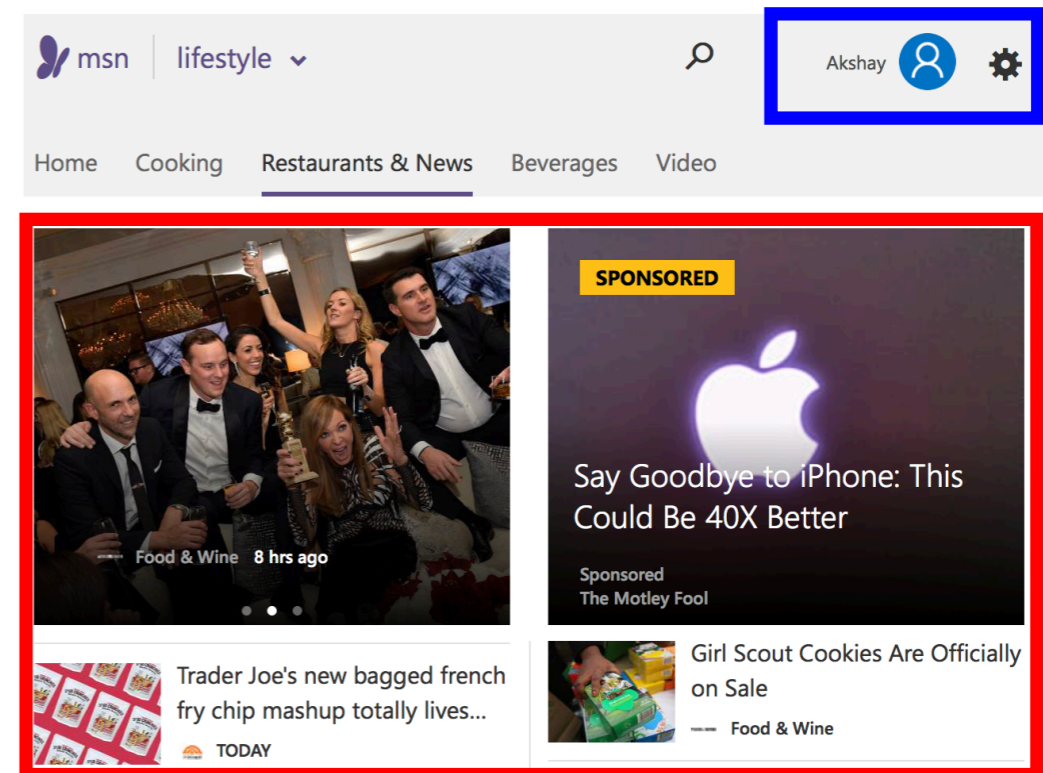 msn lifestyle
Akshay
Home Cooking Restaurants & News Beverages Video
Food & Wine 8 hrs ago
SPONSORED
Say Goodbye to iPhone: This
Could Be 40X Better
Sponsored
The Motley Fool
Trader Joe's new bagged french
fry chip mashup totally lives...
TODAY
Girl Scout Cookies Are Officially
on Sale
Food & Wine